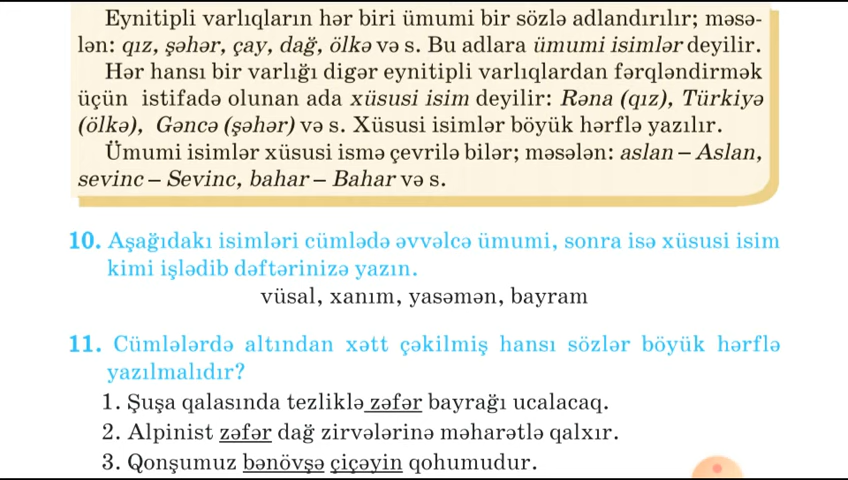 Eynitipli varlıqların hər biri ümumi bir sözlə adlandırılır; məsə-
lən: qız, şəhər, çay, dağ, ölkə və s. Bu adlara ümumi isimlər deyilir.
Hər hansı bir varlığı digər eynitipli varlıqlardan fərqləndirmək
üçün istifadə olunan ada xüsusi isim deyilir: Rəna (qız), Türkiyə
(ölkə), Gəncə (şəhər) və s. Xüsusi isimlər böyük hərflə yazılır.
Ümumi isimlər xüsusi ismə çevrilə bilər; məsələn: aslan – Aslan,
sevinc – Sevinc, bahar – Bahar və s.
10. Aşağıdakı isimləri cümlədə əvvəlcə ümumi, sonra isə xüsusi isim
kimi işlədib dəftərinizə yazın.
vüsal, xanım, yasəmən, bayram
11. Cümlələrdə altından xətt çəkilmiş hansı sözlər böyük hərflə
yazılmalıdır?
1. Şuşa qalasında tezliklə zəfər bayrağı ucalacaq.
2. Alpinist zəfər dağ zirvələrinə məharətlə qalxır.
3. Qonşumuz bənövşə çiçəyin qohumudur.